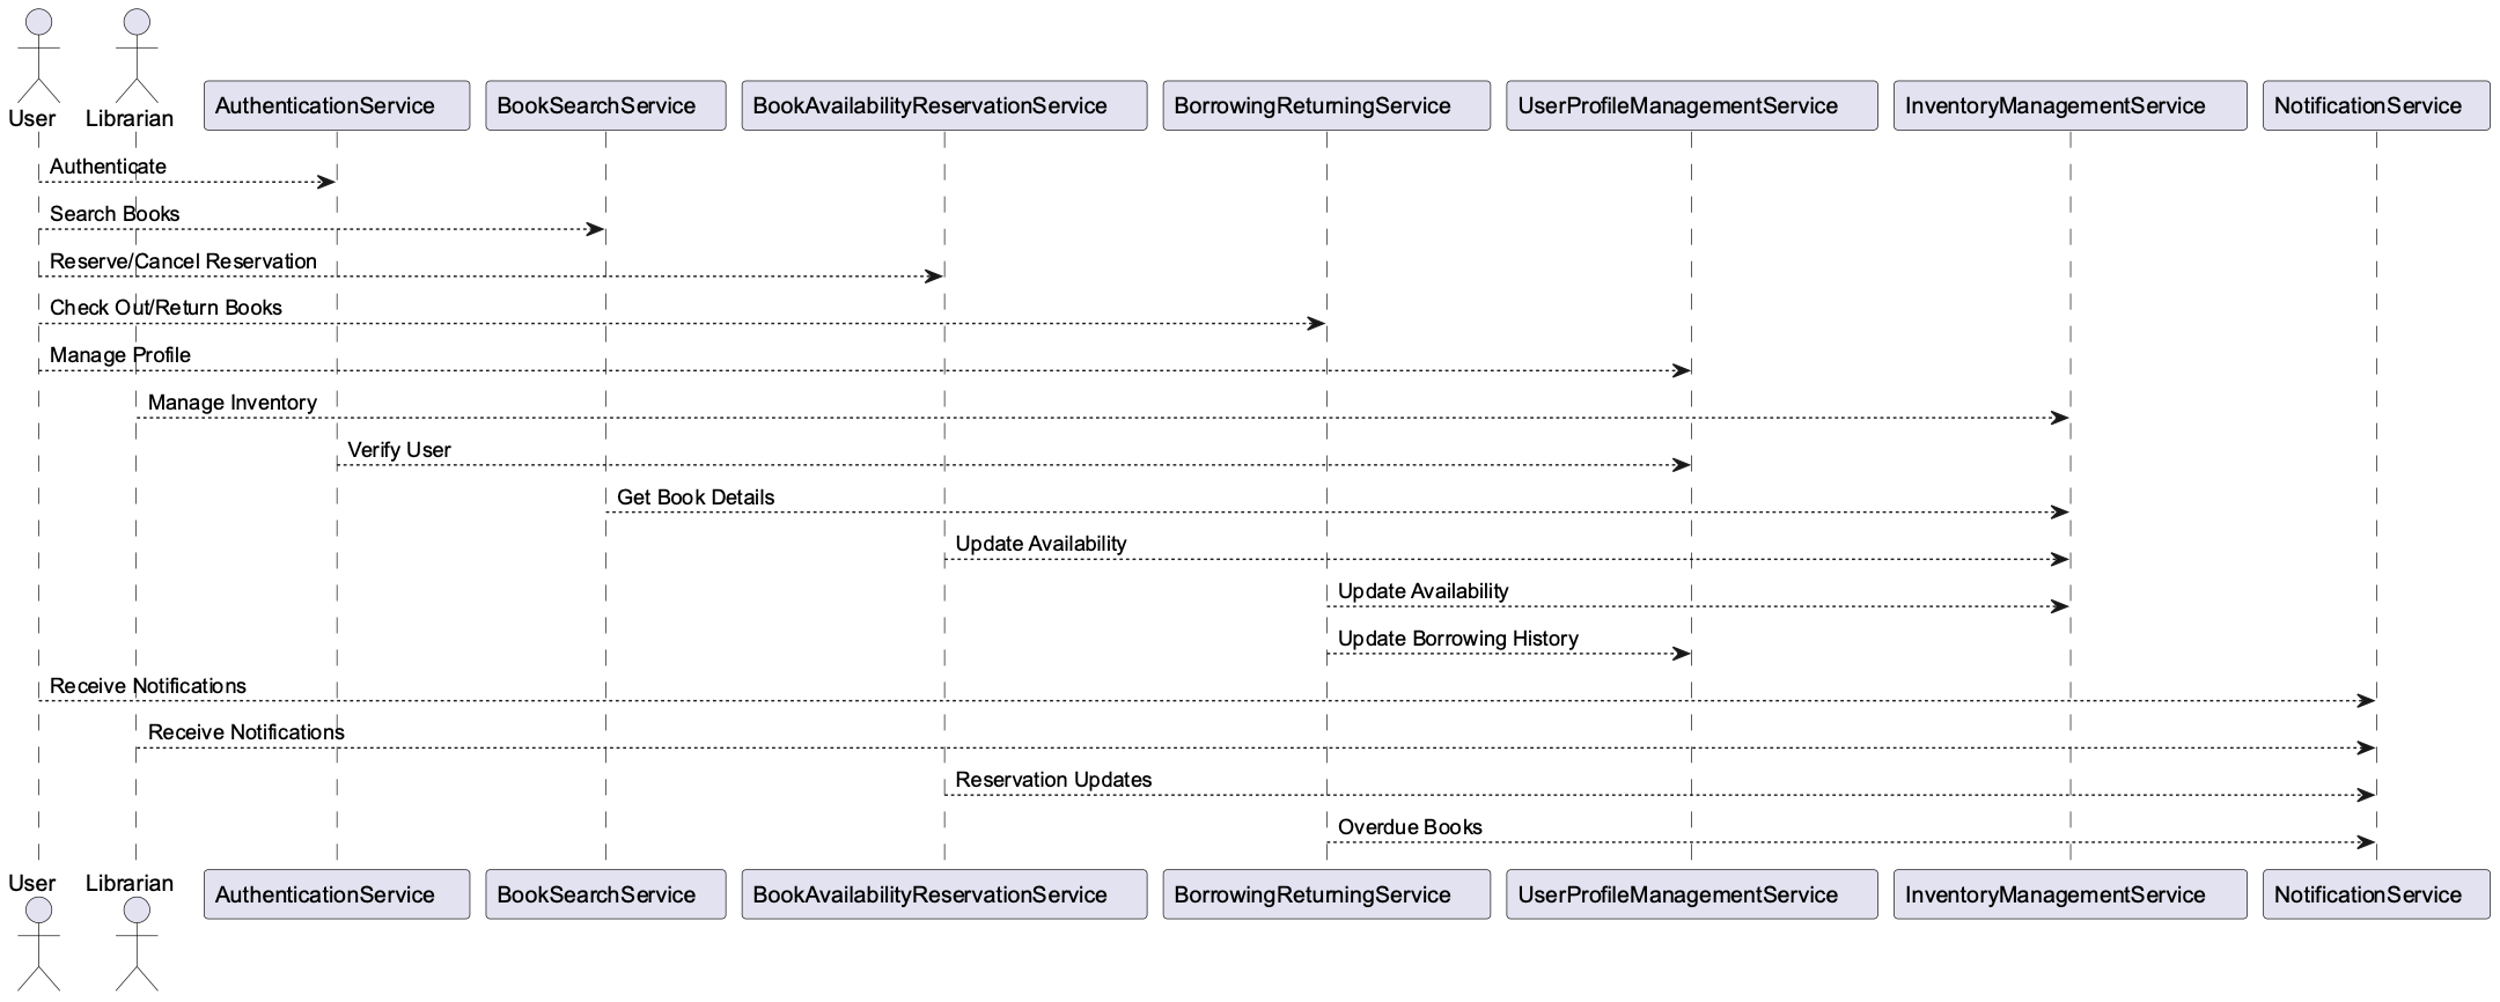 User
Librarian
AuthenticationService
BookSearchService
BookAvailabilityReservationService
BorrowingReturningService
UserProfileManagementService
InventoryManagementService
NotificationService
Authenticate
Search Books
Reserve/Cancel Reservation
Check Out/Return Books
Manage Profile
Manage Inventory
Verify User
Get Book Details
Update Availability
Update Availability
Update Borrowing History
Receive Notifications
Receive Notifications
Reservation Updates
Overdue Books
User
Librarian
AuthenticationService
BookSearchService
BookAvailabilityReservationService
BorrowingReturningService
UserProfileManagementService
InventoryManagementService
NotificationService